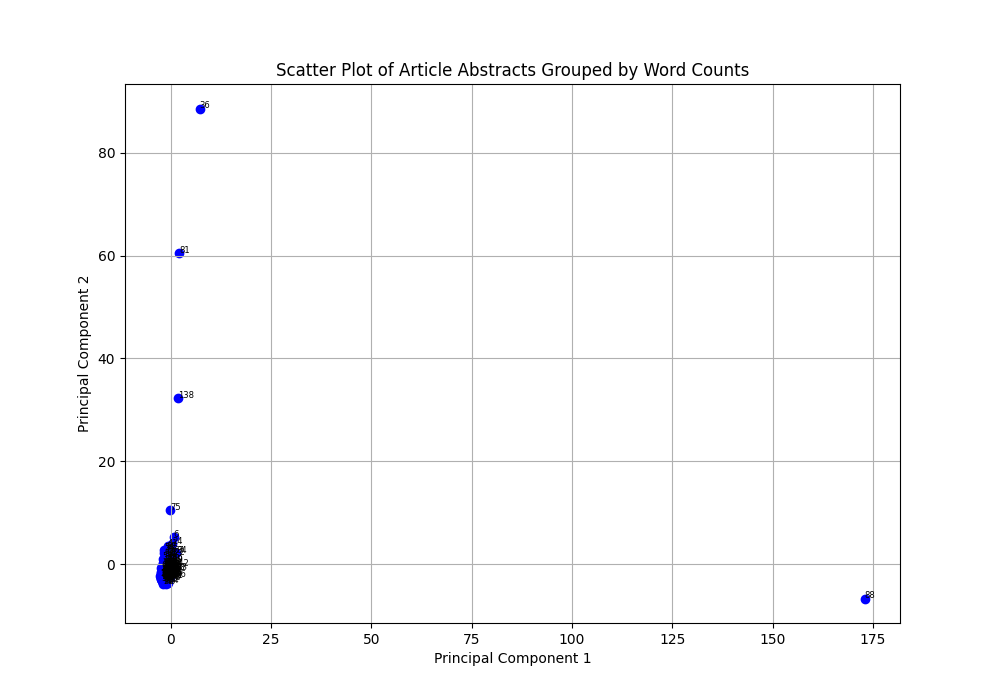 Scatter Plot of Article Abstracts Grouped by Word Counts
36
81
138
75
6
88
80
60
40
20
0
0 25 50 75 100 125 150 175
Principal Component 1
Principal Component 2